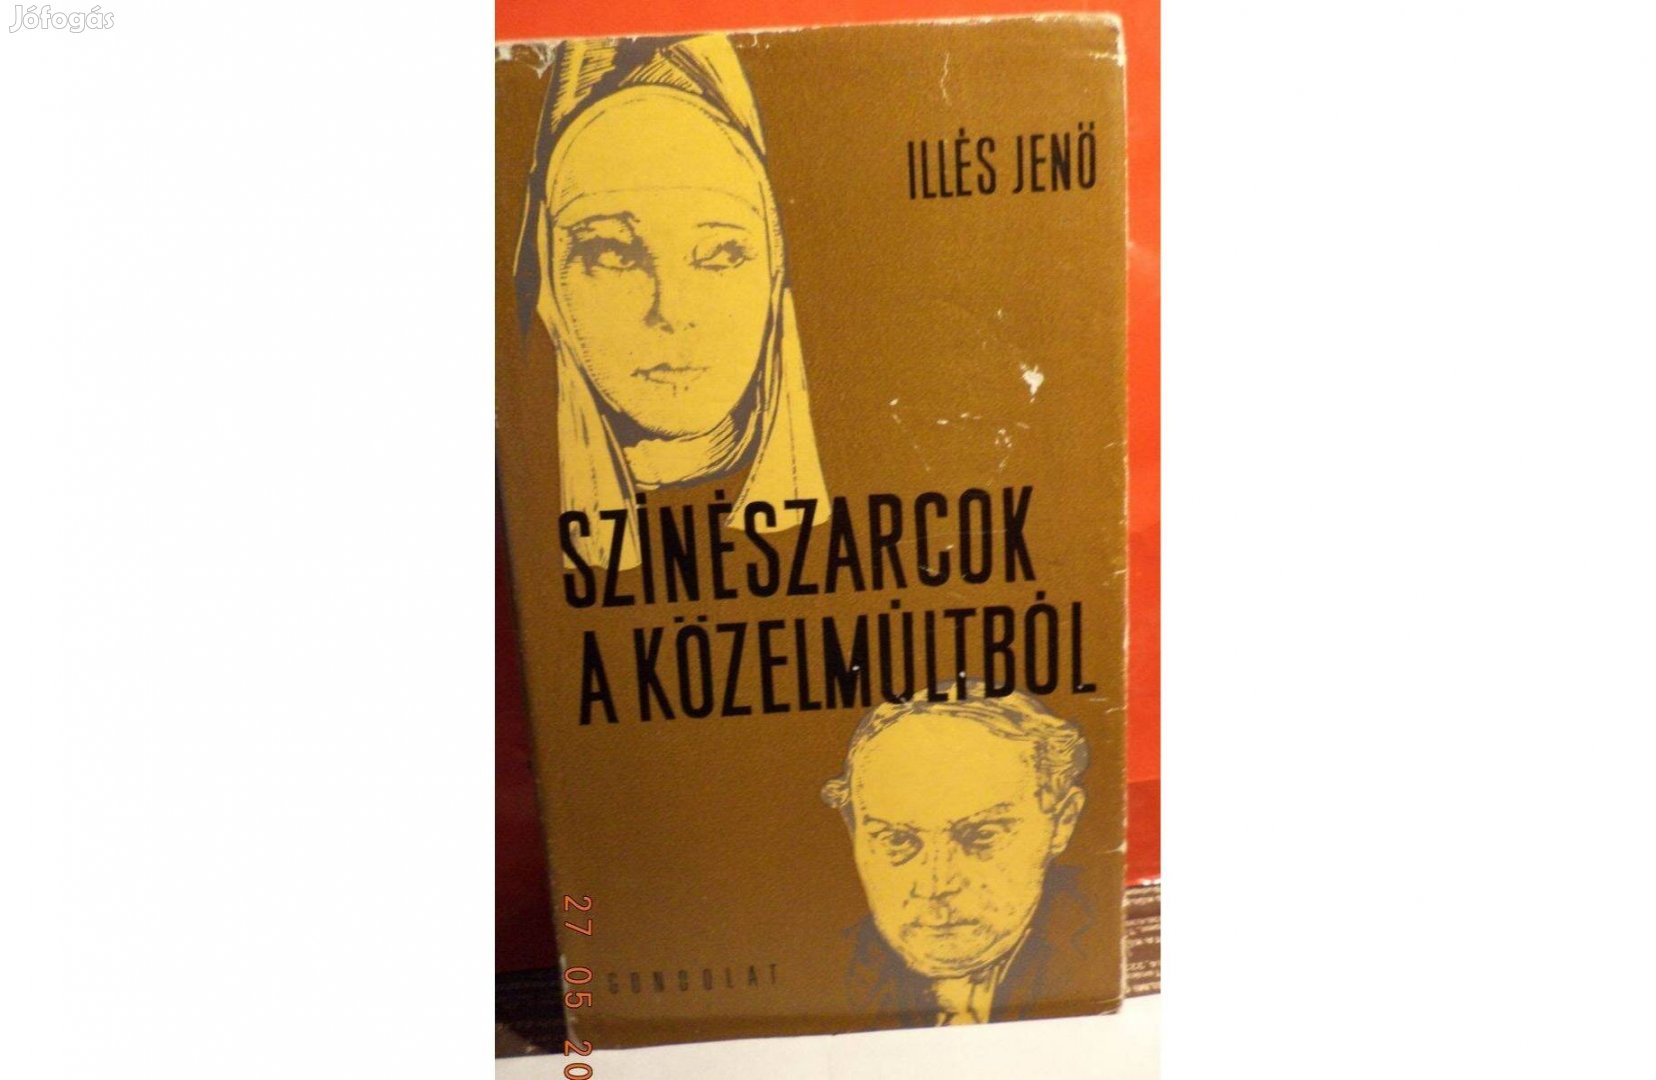 Jófogás
ILLÉS JENŐ
SZÍNÉSZARCOK
A KÖZELMÚLTBÓL
GONDOLAT
27 05 20